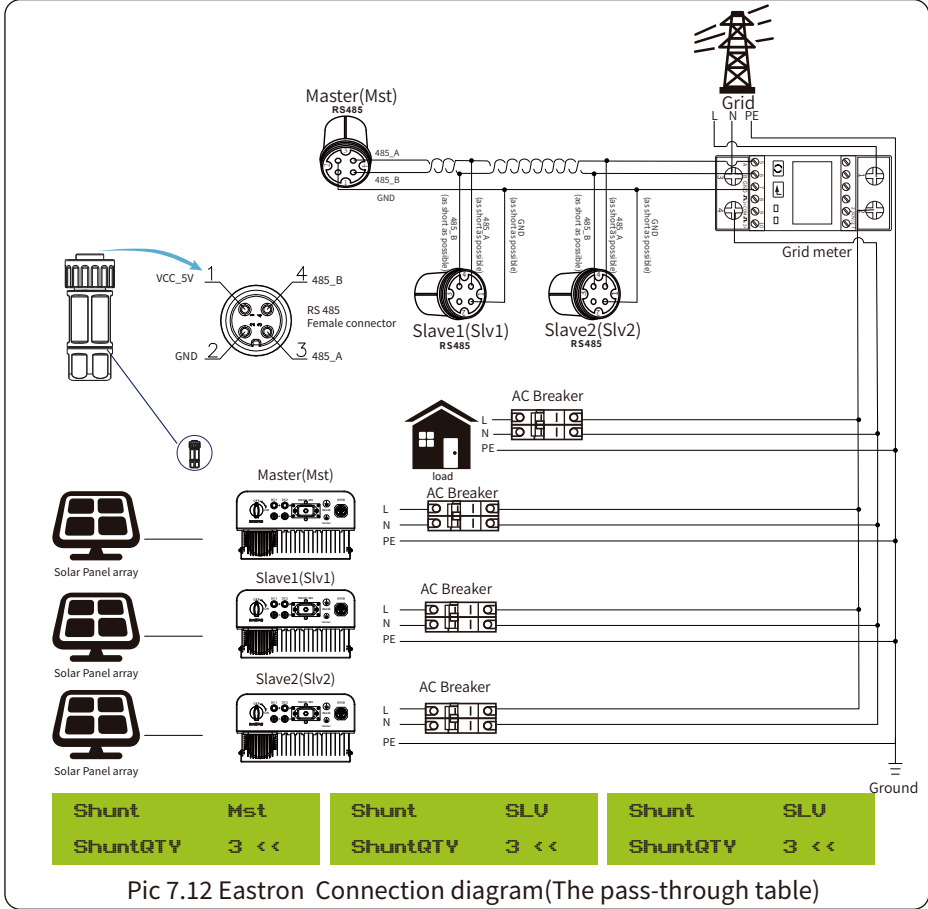 Master(Mst)
RS485
Grid
L N PE
485_A
485_B
GND
Grid meter
485_B
(as short as possible)
485_A
(as short as possible)
GND
(as short as possible)
485_B
(as short as possible)
485_A
(as short as possible)
GND
(as short as possible)
Slave1(Slv1)
RS485
Slave2(Slv2)
RS485
VCC_5V 1
4 485_B
RS 485
Female connector
GND 2
3 485_A
AC Breaker
L
N
PE
load
Master(Mst)
AC Breaker
L
N
PE
Solar Panel array
Slave1(Slv1)
AC Breaker
L
N
PE
Solar Panel array
Slave2(Slv2)
AC Breaker
L
N
PE
Solar Panel array
Ground
Shunt Mst
ShuntQTY 3 <<
Shunt SLV
ShuntQTY 3 <<
Shunt SLV
ShuntQTY 3 <<
Pic 7.12 Eastron Connection diagram(The pass-through table)